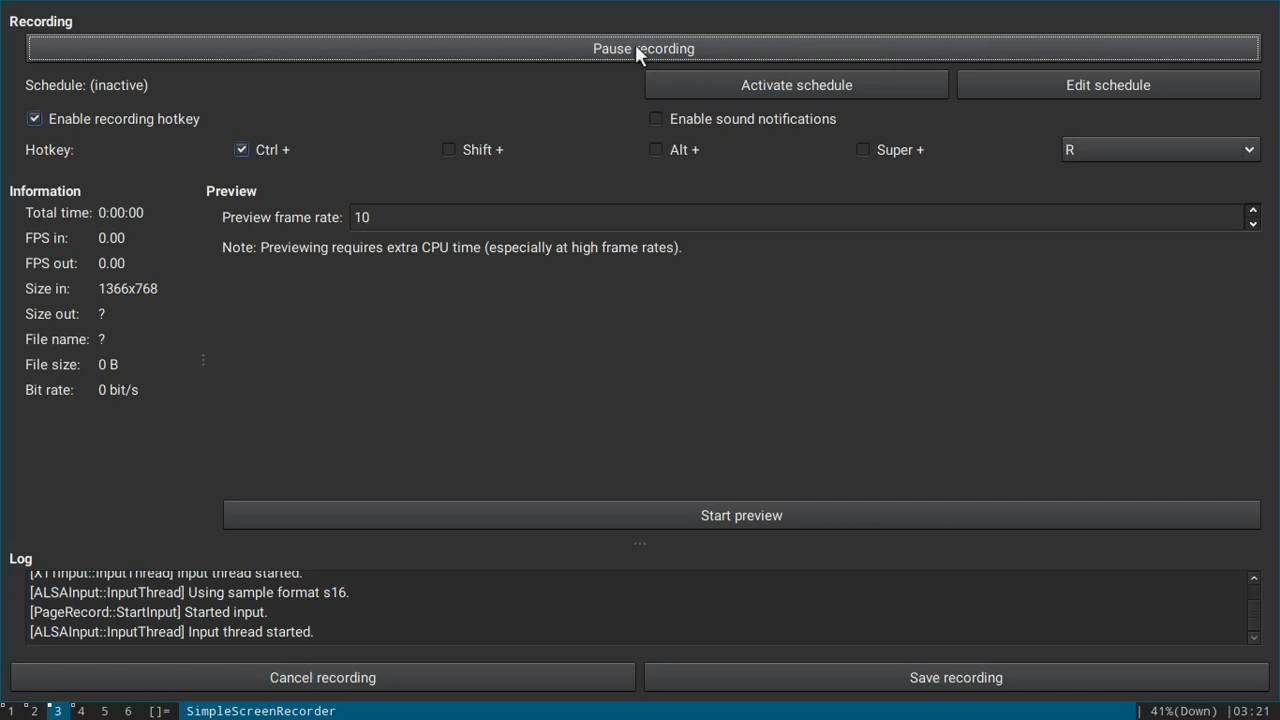 Recording
Pause recording
Schedule: (inactive)
Activate schedule
Edit schedule
Enable recording hotkey
Enable sound notifications
Hotkey:
Ctrl +
Shift +
Alt +
Super +
R
Information
Preview
Total time: 0:00:00
Preview frame rate: 10
FPS in: 0.00
Note: Previewing requires extra CPU time (especially at high frame rates).
FPS out: 0.00
Size in: 1366x768
Size out: ?
File name: ?
File size: 0 B
Bit rate: 0 bit/s
Start preview
Log
[X11Input::InputThread] Input thread started.
[ALSAInput::InputThread] Using sample format s16.
[PageRecord::StartInput] Started input.
[ALSAInput::InputThread] Input thread started.
Cancel recording
Save recording
1 2 3 4 5 6 []= SimpleScreenRecorder | 41%(Down) |03:21